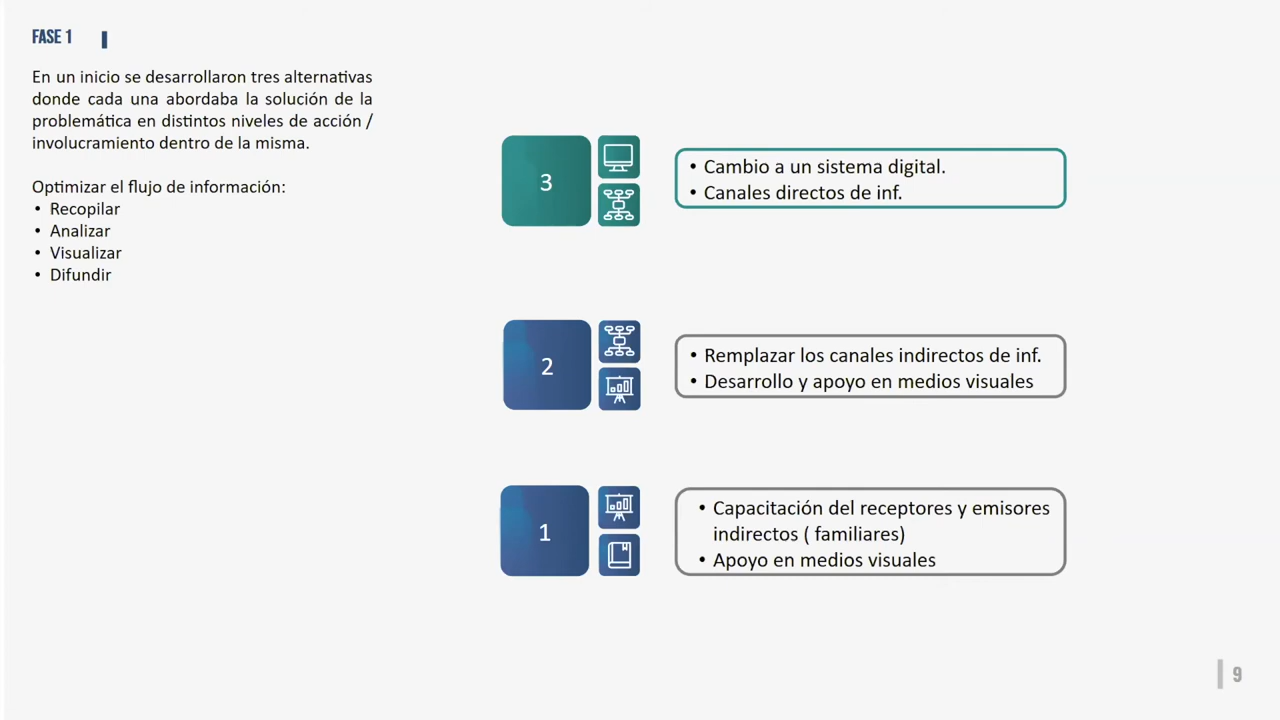 FASE 1
En un inicio se desarrollaron tres alternativas
donde cada una abordaba la solución de la
problemática en distintos niveles de acción /
involucramiento dentro de la misma.
Optimizar el flujo de información:
• Recopilar
• Analizar
• Visualizar
• Difundir
3
• Cambio a un sistema digital.
• Canales directos de inf.
2
• Remplazar los canales indirectos de inf.
• Desarrollo y apoyo en medios visuales
1
• Capacitación del receptores y emisores
indirectos ( familiares)
• Apoyo en medios visuales
9